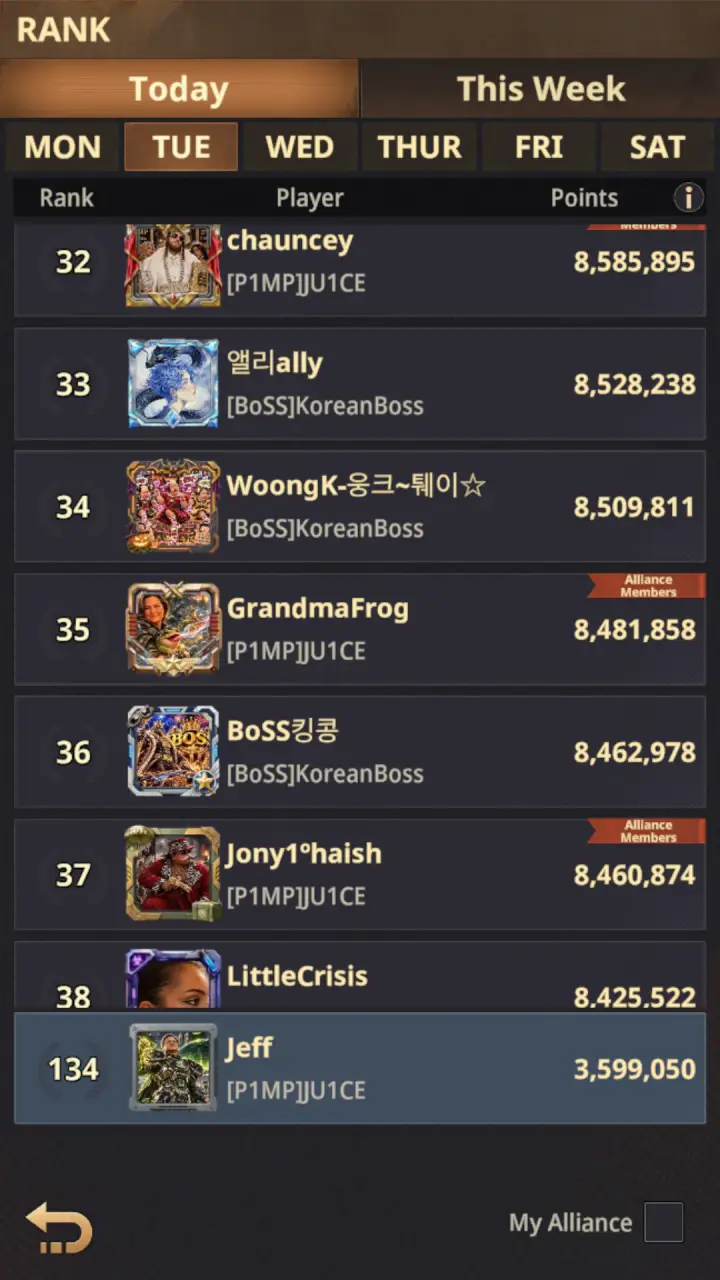 RANK
Today
This Week
MON
TUE
WED
THUR
FRI
SAT
Rank
Player
Points
Members
32
chauncey
[P1MP]JU1CE
8,585,895
33
앨리ally
[BoSS]KoreanBoss
8,528,238
34
WoongK-웅크~퉤이☆
[BoSS]KoreanBoss
8,509,811
Alliance
Members
35
GrandmaFrog
[P1MP]JU1CE
8,481,858
36
BoSS킹콩
[BoSS]KoreanBoss
8,462,978
Alliance
Members
37
Jony1°haish
[P1MP]JU1CE
8,460,874
38
LittleCrisis
8,425,522
134
Jeff
[P1MP]JU1CE
3,599,050
My Alliance